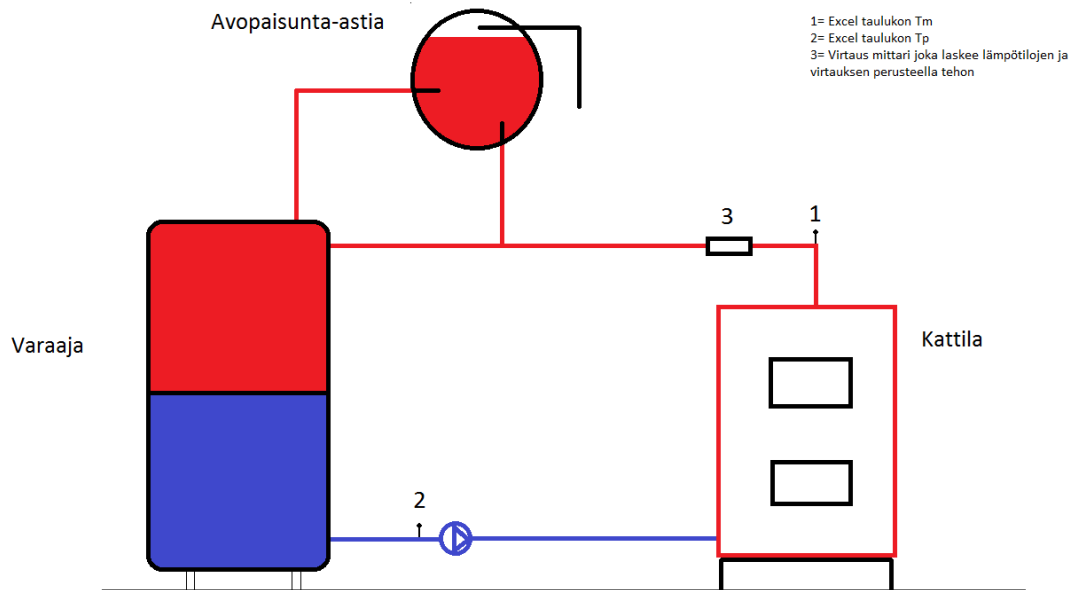 Avopaisunta-astia
1= Excel taulukon Tm
2= Excel taulukon Tp
3= Virtaus mittari joka laskee lämpötilojen ja
virtauksen perusteella tehon
3
1
Varaaja
Kattila
2